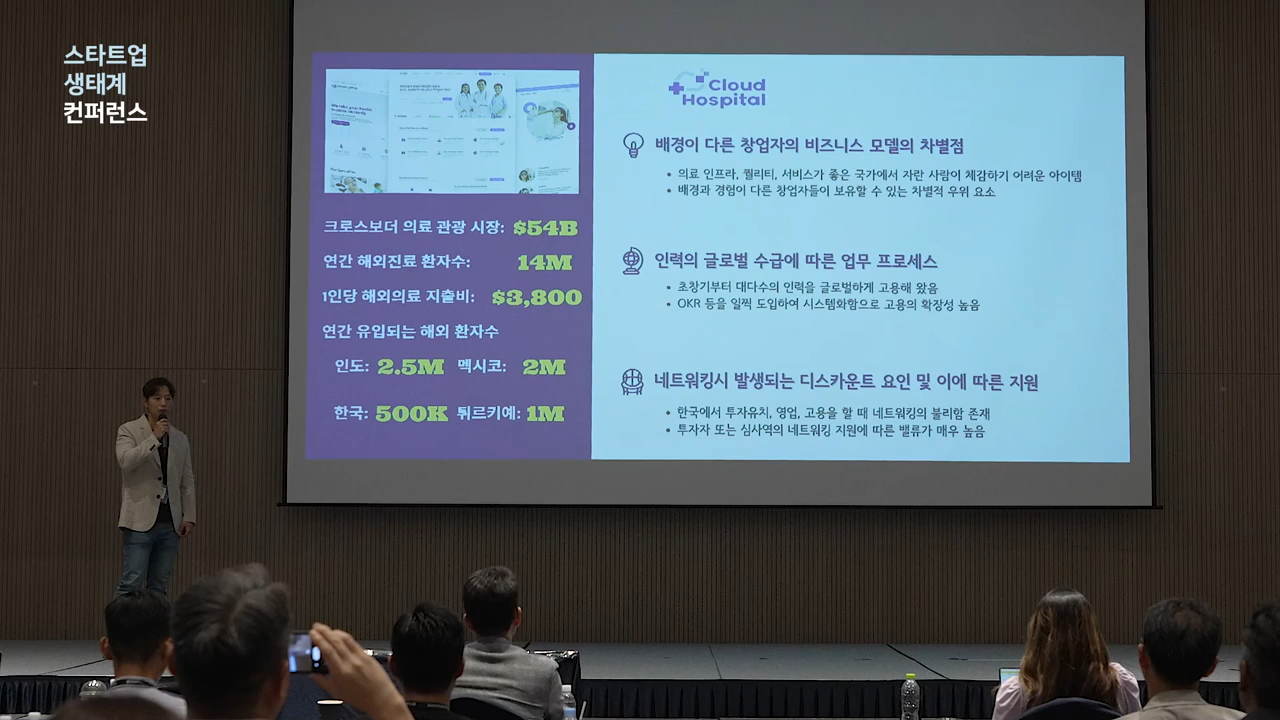 스타트업
생태계
컨퍼런스
Cloud
Hospital
크로스보더 의료 관광 시장: $54B
연간 해외진료 환자수: 14M
1인당 해외의료 지출비: $3,800
연간 유입되는 해외 환자수
인도: 2.5M 멕시코: 2M
한국: 500K 튀르키예: 1M
배경이 다른 창업자의 비즈니스 모델의 차별점
• 의료 인프라, 퀄리티, 서비스가 좋은 국가에서 자란 사람이 체감하기 어려운 아이템
• 배경과 경험이 다른 창업자들이 보유할 수 있는 차별적 우위 요소
인력의 글로벌 수급에 따른 업무 프로세스
• 초창기부터 대다수의 인력을 글로벌하게 고용해 왔음
• OKR 등을 일찍 도입하여 시스템화함으로 고용의 확장성 높음
네트워킹시 발생되는 디스카운트 요인 및 이에 따른 지원
• 한국에서 투자유치, 영업, 고용을 할 때 네트워킹의 불리함 존재
• 투자자 또는 심사역의 네트워킹 지원에 따른 밸류가 매우 높음